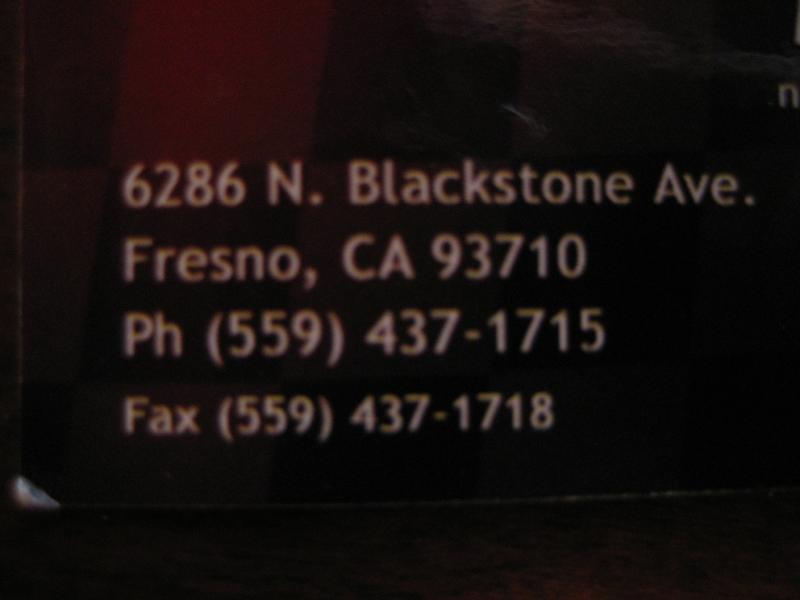 6286 N. Blackstone Ave.
Fresno, CA 93710
Ph (559) 437-1715
Fax (559) 437-1718